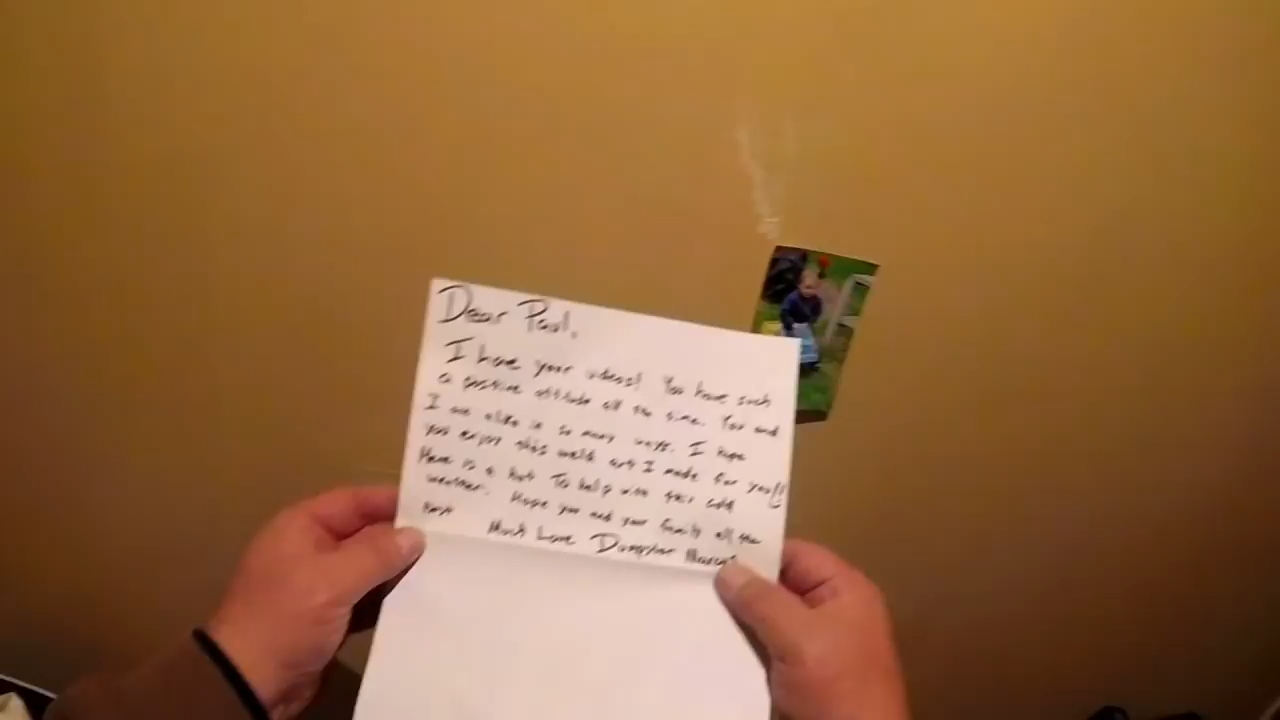 Dear Paul,
I love your videos! You have such
a positive attitude all the time. You and
I are alike in so many ways. I hope
you enjoy this weld art I made for you!!
Here is a hat To help with this cold
weather. Hope you and your family all the
best Much Love Dumpster